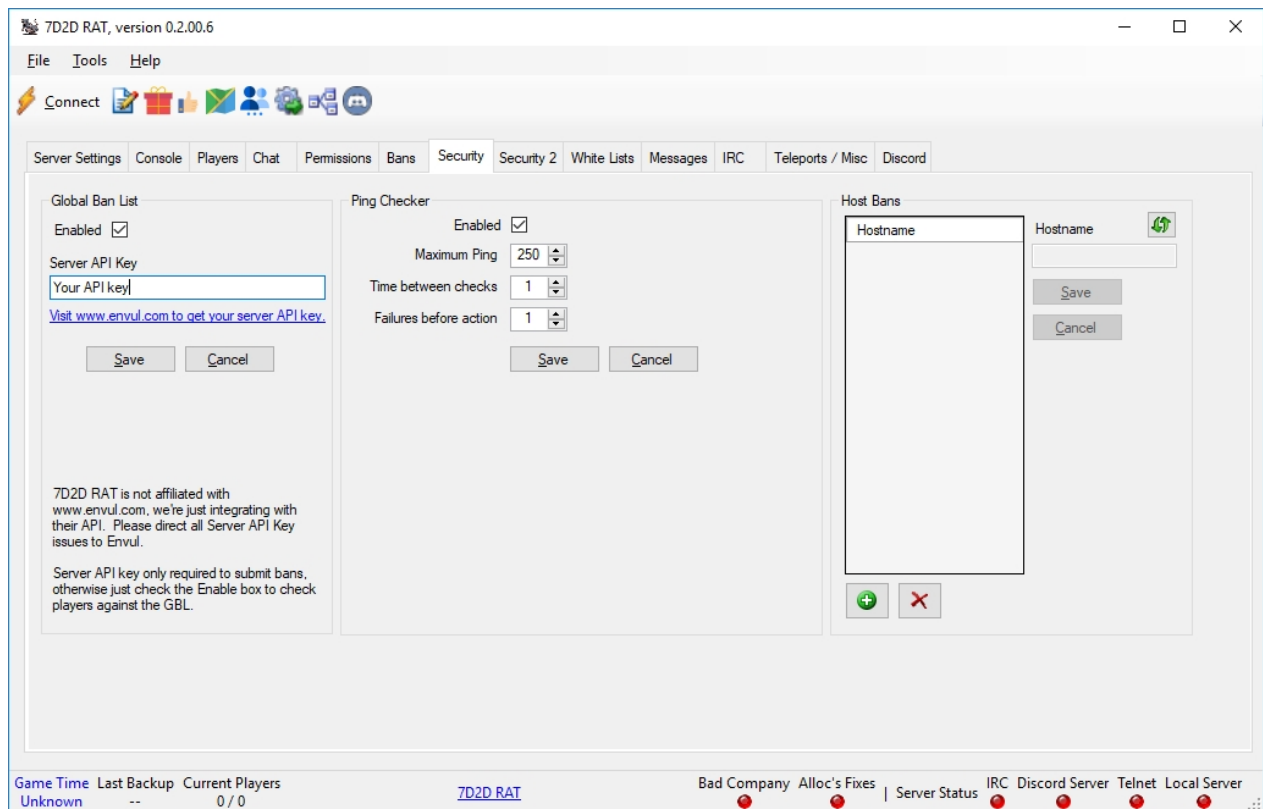 7D2D RAT, version 0.2.00.6
File Tools Help
Connect
Server Settings Console Players Chat Permissions Bans Security Security 2 White Lists Messages IRC Teleports / Misc Discord
Global Ban List
Enabled
Server API Key
Your API key
Visit www.envul.com to get your server API key.
Save Cancel
7D2D RAT is not affiliated with
www.envul.com, we're just integrating with
their API. Please direct all Server API Key
issues to Envul.
Server API key only required to submit bans,
otherwise just check the Enable box to check
players against the GBL.
Ping Checker
Enabled
Maximum Ping 250
Time between checks 1
Failures before action 1
Save Cancel
Host Bans
Hostname
Hostname
Save
Cancel
Game Time Last Backup Current Players
Unknown -- 0 / 0
7D2D RAT
Bad Company Alloc's Fixes | Server Status IRC Discord Server Telnet Local Server